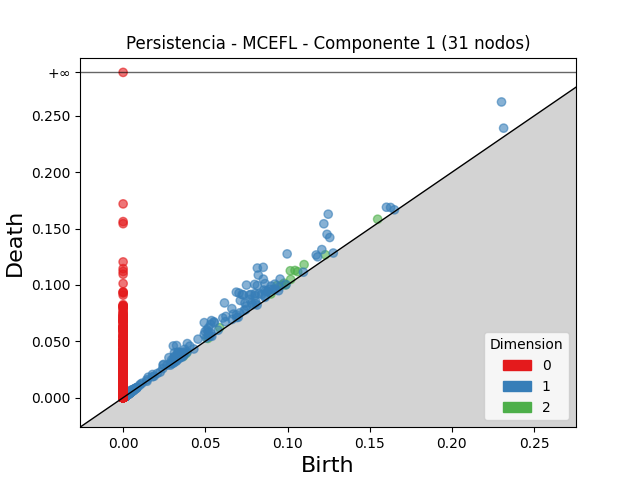 Persistencia - MCEFL - Componente 1 (31 nodos)
+∞
0.250
0.200
0.150
0.100
0.050
0.000
Death
0.00 0.05 0.10 0.15 0.20 0.25
Birth
Dimension
0
1
2